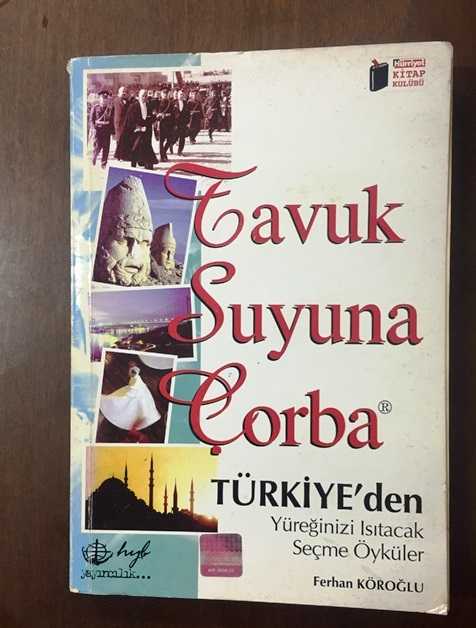 Hürriyet
KİTAP
KULÜBÜ
Tavuk
Suyuna
Çorba®
TÜRKİYE'den
Yüreğinizi Isıtacak
Seçme Öyküler
Ferhan KÖROĞLU
hyb
yayıncılık...